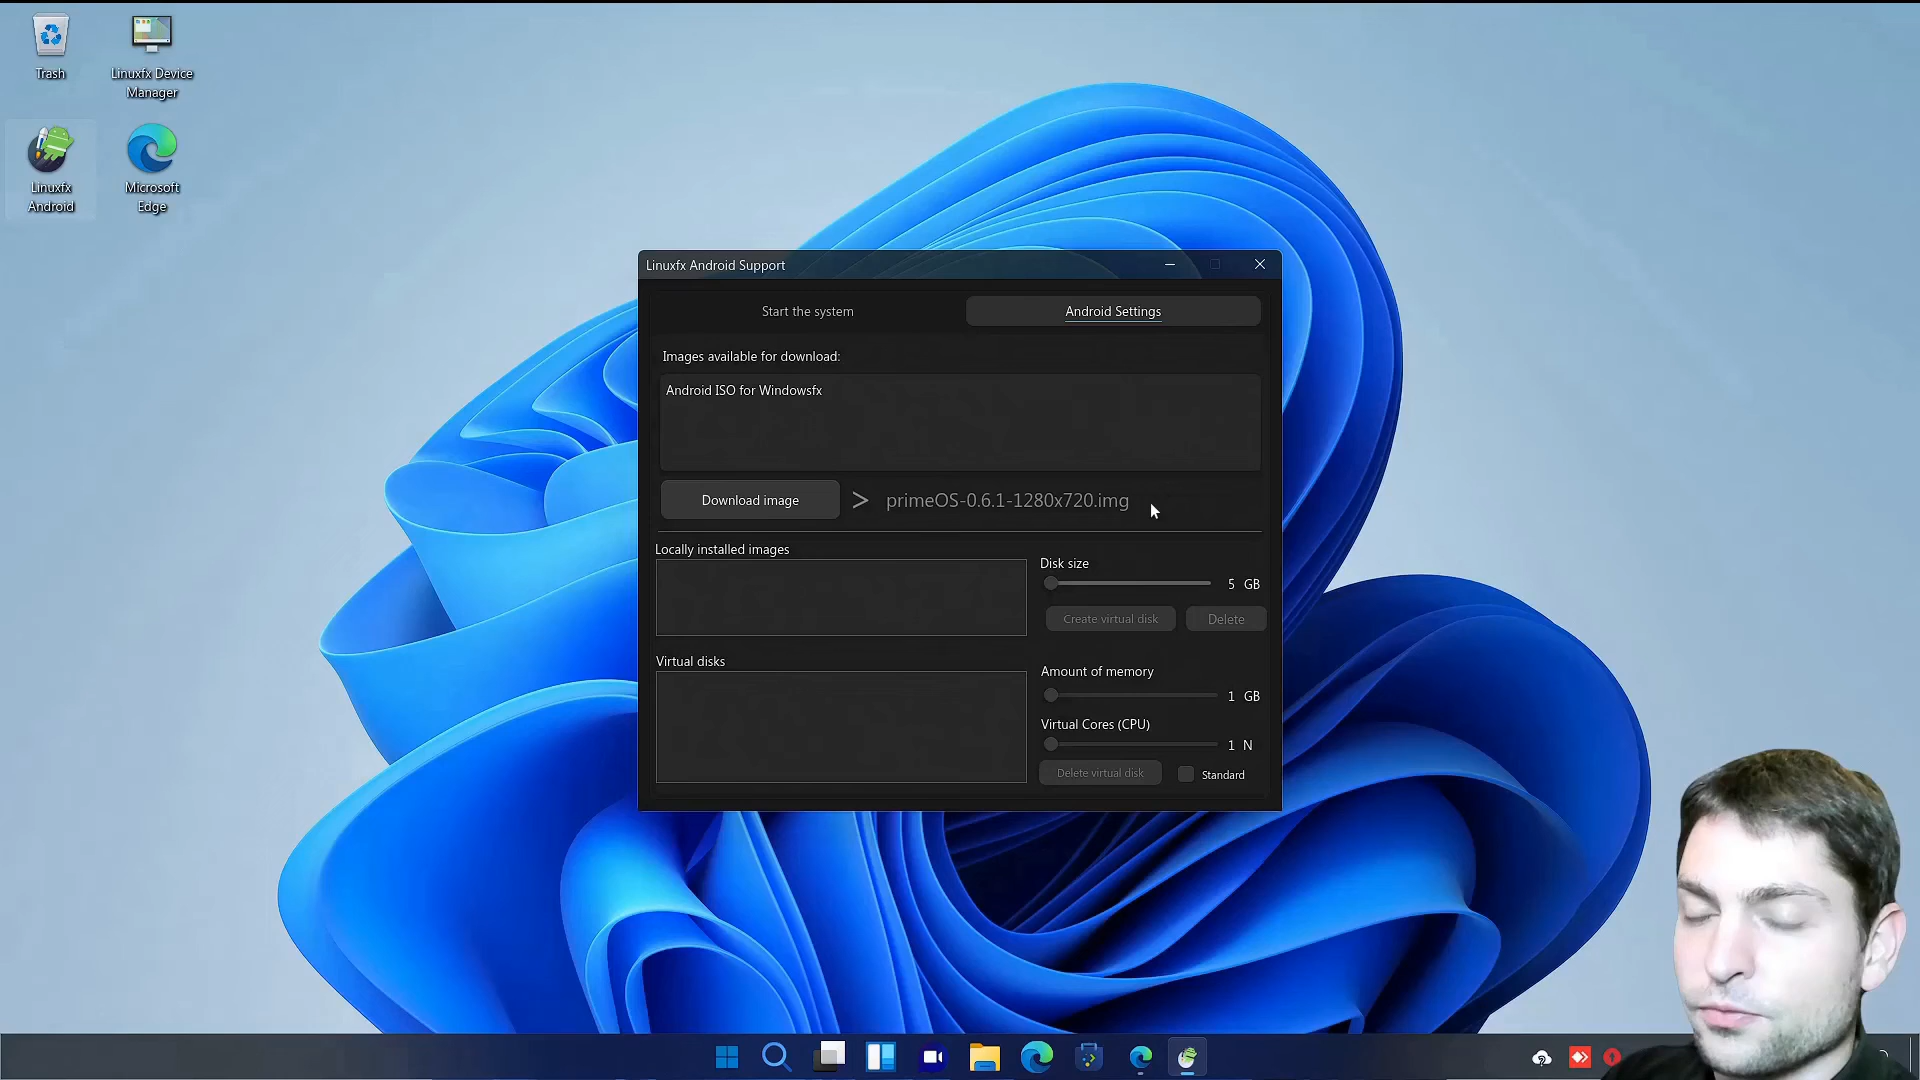 Trash
Linuxfx Device
Manager
Linuxfx
Android
Microsoft
Edge
Linuxfx Android Support
Start the system
Android Settings
Images available for download:
Android ISO for Windowsfx
Download image
> primeOS-0.6.1-1280x720.img
Locally installed images
Disk size
5 GB
Create virtual disk
Delete
Virtual disks
Amount of memory
1 GB
Virtual Cores (CPU)
1 N
Delete virtual disk
Standard